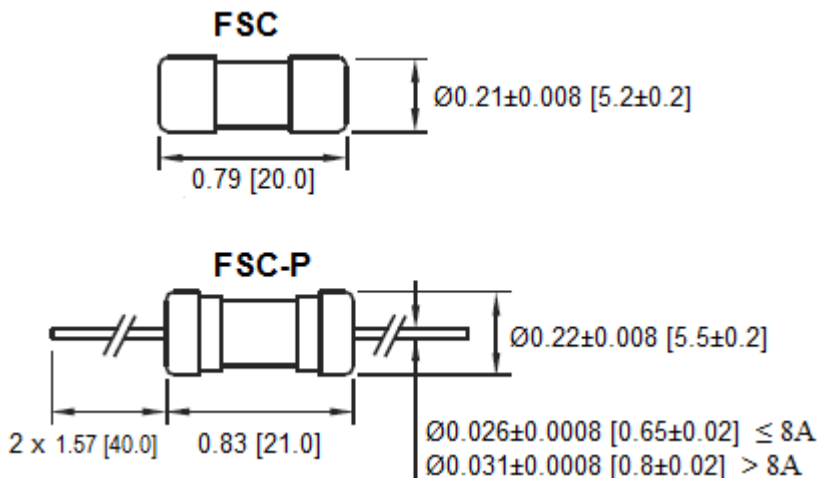 FSC
Ø0.21±0.008 [5.2±0.2]
0.79 [20.0]
FSC-P
Ø0.22±0.008 [5.5±0.2]
2 x 1.57 [40.0]
0.83 [21.0]
Ø0.026±0.0008 [0.65±0.02] ≤ 8A
Ø0.031±0.0008 [0.8±0.02] > 8A